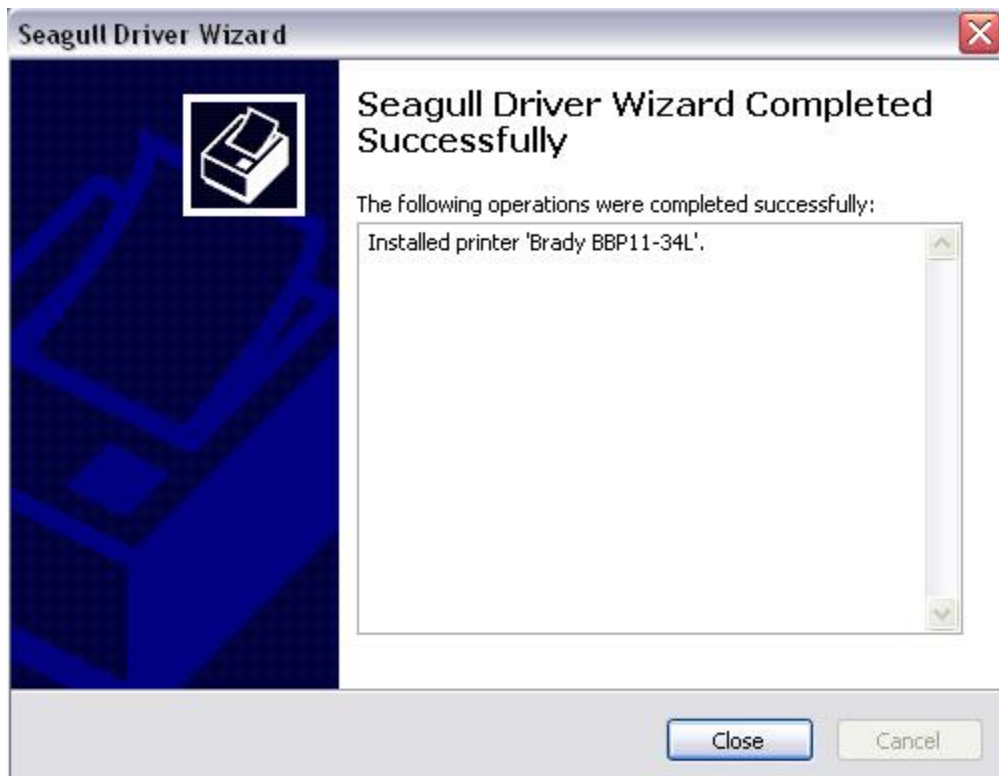 Seagull Driver Wizard
Seagull Driver Wizard Completed
Successfully
The following operations were completed successfully:
Installed printer 'Brady BBP11-34L'.
Close
Cancel